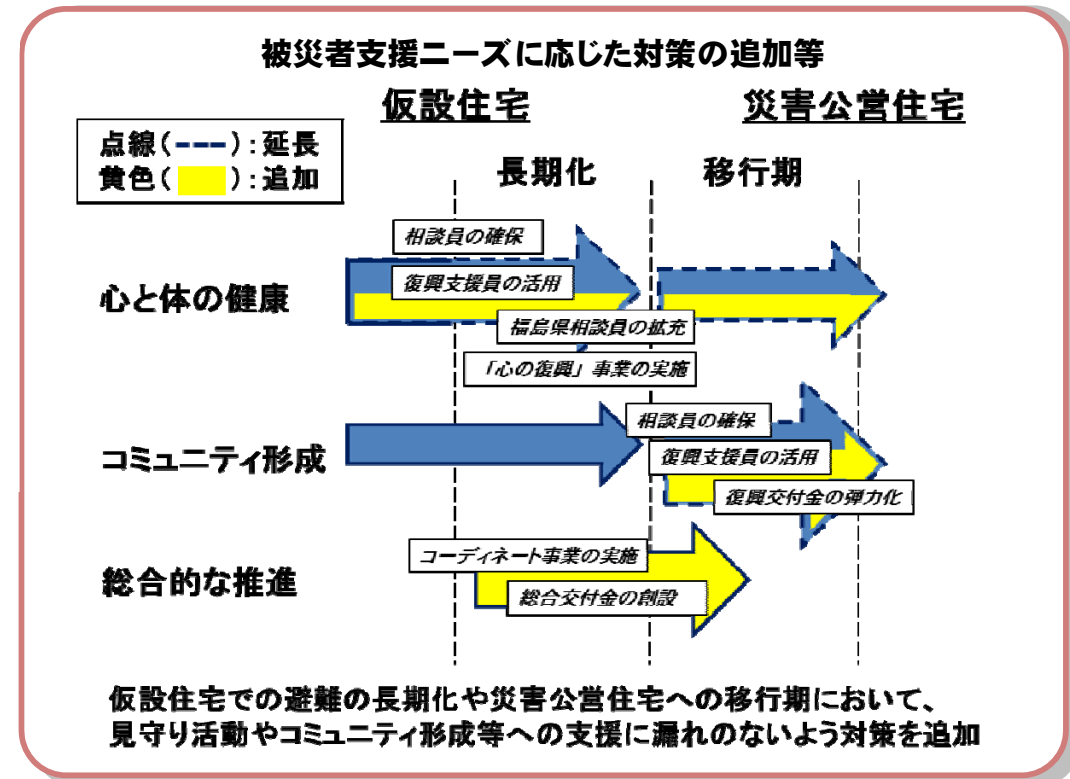 被災者支援ニーズに応じた対策の追加等
仮設住宅
災害公営住宅
点線(---):延長
黄色( ):追加
長期化
移行期
心と体の健康
相談員の確保
復興支援員の活用
福島県相談員の拡充
「心の復興」事業の実施
コミュニティ形成
相談員の確保
復興支援員の活用
復興交付金の弾力化
総合的な推進
コーディネート事業の実施
総合交付金の創設
仮設住宅での避難の長期化や災害公営住宅への移行期において、
見守り活動やコミュニティ形成等への支援に漏れのないよう対策を追加